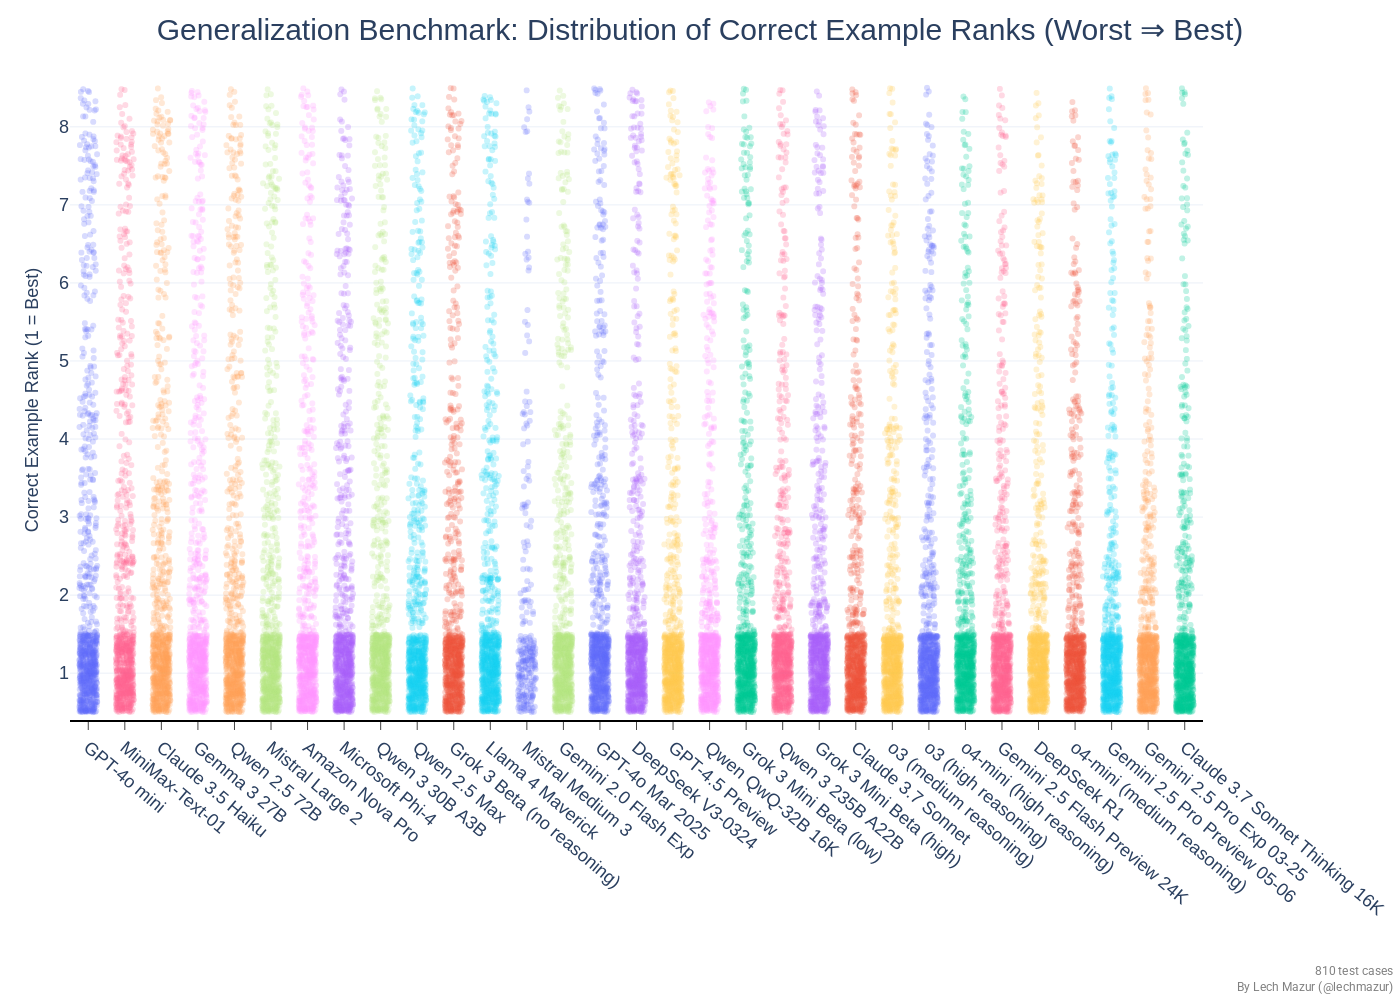 Generalization Benchmark: Distribution of Correct Example Ranks (Worst ⇒ Best)
Correct Example Rank (1 = Best)
8
7
6
5
4
3
2
1
GPT-4o mini
MiniMax-Text-01
Claude 3.5 Haiku
Gemma 3 27B
Qwen 2.5 72B
Mistral Large 2
Amazon Nova Pro
Microsoft Phi-4
Qwen 3 30B A3B
Qwen 2.5 Max
Grok 3 Beta (no reasoning)
Llama 4 Maverick
Mistral Medium 3
Gemini 2.0 Flash Exp
GPT-4o Mar 2025
DeepSeek V3-0324
GPT-4.5 Preview
Qwen QwQ-32B 16K
Grok 3 Mini Beta (low)
Qwen 3 235B A22B
Grok 3 Mini Beta (high)
Claude 3.7 Sonnet
o3 (medium reasoning)
o3 (high reasoning)
o4-mini (high reasoning)
Gemini 2.5 Flash Preview 24K
DeepSeek R1
o4-mini (medium reasoning)
Gemini 2.5 Pro Preview 05-06
Gemini 2.5 Pro Exp 03-25
Claude 3.7 Sonnet Thinking 16K
810 test cases
By Lech Mazur (@lechmazur)